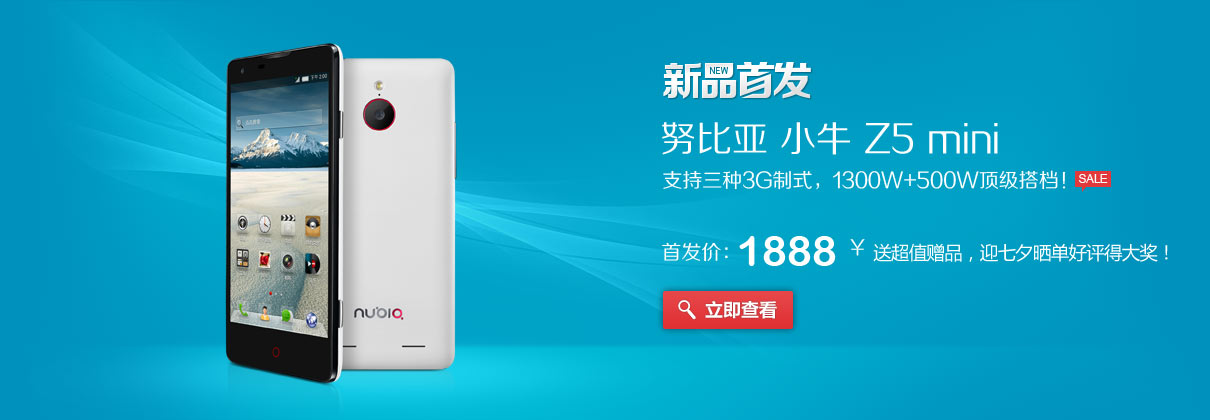 新品首发
NEW
努比亚 小牛 Z5 mini
支持三种3G制式，1300W+500W顶级搭档！ SALE
首发价：1888 ￥ 送超值赠品，迎七夕晒单好评得大奖！
立即查看
nubia